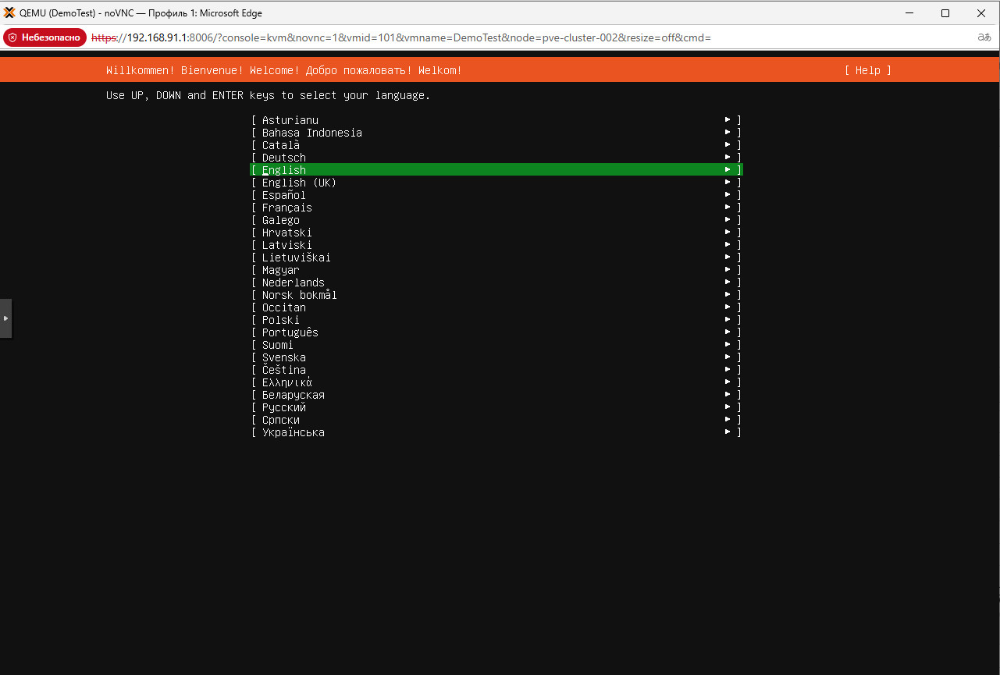 QEMU (DemoTest) - noVNC — Профиль 1: Microsoft Edge
Небезопасно https://192.168.91.1:8006/?console=kvm&novnc=1&vmid=101&vmname=DemoTest&node=pve-cluster-002&resize=off&cmd=
Willkommen! Bienvenue! Welcome! Добро пожаловать! Welkom! [ Help ]
Use UP, DOWN and ENTER keys to select your language.
[ Asturianu ► ]
[ Bahasa Indonesia ► ]
[ Català ► ]
[ Deutsch ► ]
[ English ► ]
[ English (UK) ► ]
[ Español ► ]
[ Français ► ]
[ Galego ► ]
[ Hrvatski ► ]
[ Latviski ► ]
[ Lietuviškai ► ]
[ Magyar ► ]
[ Nederlands ► ]
[ Norsk bokmål ► ]
[ Occitan ► ]
[ Polski ► ]
[ Português ► ]
[ Suomi ► ]
[ Svenska ► ]
[ Čeština ► ]
[ Ελληνικά ► ]
[ Беларуская ► ]
[ Русский ► ]
[ Српски ► ]
[ Українська ► ]